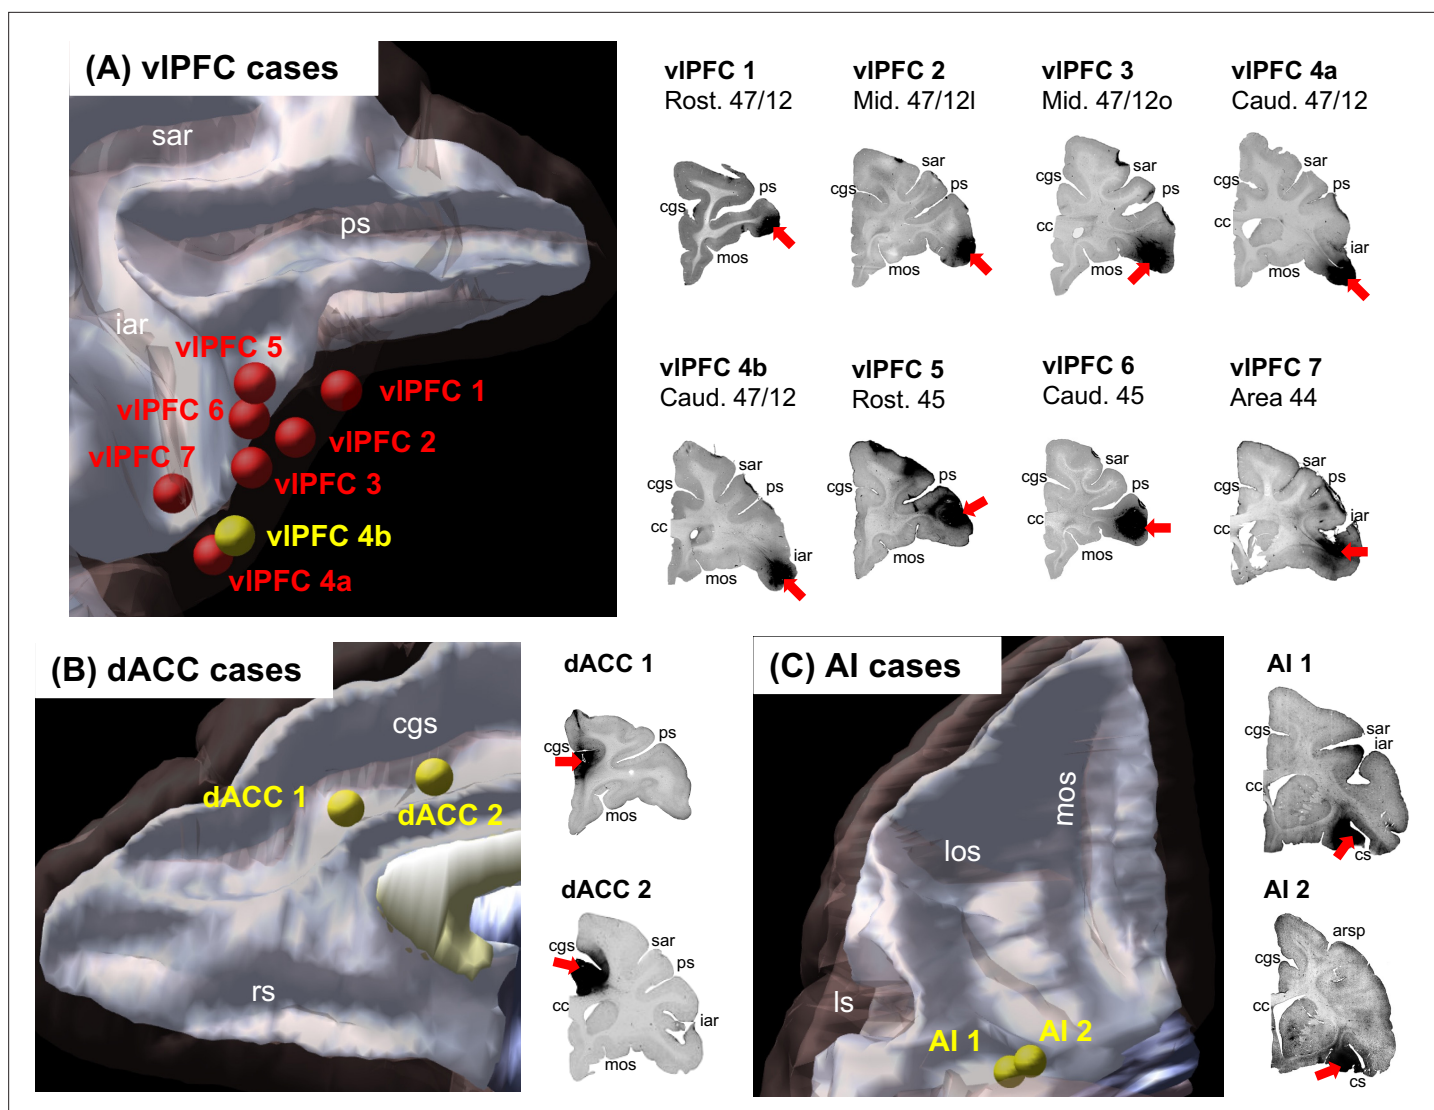 (A) vlPFC cases
sar
ps
iar
vlPFC 5
vlPFC 1
vlPFC 6
vlPFC 2
vlPFC 7
vlPFC 3
vlPFC 4b
vlPFC 4a
vlPFC 1
Rost. 47/12
cgs
ps
mos
vlPFC 2
Mid. 47/12l
sar
ps
mos
vlPFC 3
Mid. 47/12o
cgs
sar
ps
cc
mos
vlPFC 4a
Caud. 47/12
cgs
sar
ps
cc
iar
mos
vlPFC 4b
Caud. 47/12
cgs
sar
ps
cc
iar
mos
vlPFC 5
Rost. 45
ps
mos
vlPFC 6
Caud. 45
cgs
sar
ps
cc
mos
vlPFC 7
Area 44
cgs
sar
ps
iar
cc
(B) dACC cases
cgs
dACC 1
dACC 2
rs
dACC 1
cgs
ps
mos
dACC 2
cgs
sar
ps
cc
iar
mos
(C) AI cases
mos
los
ls
AI 1
AI 2
AI 1
cgs
sar
iar
cc
cs
AI 2
arsp
cgs
cc
cs